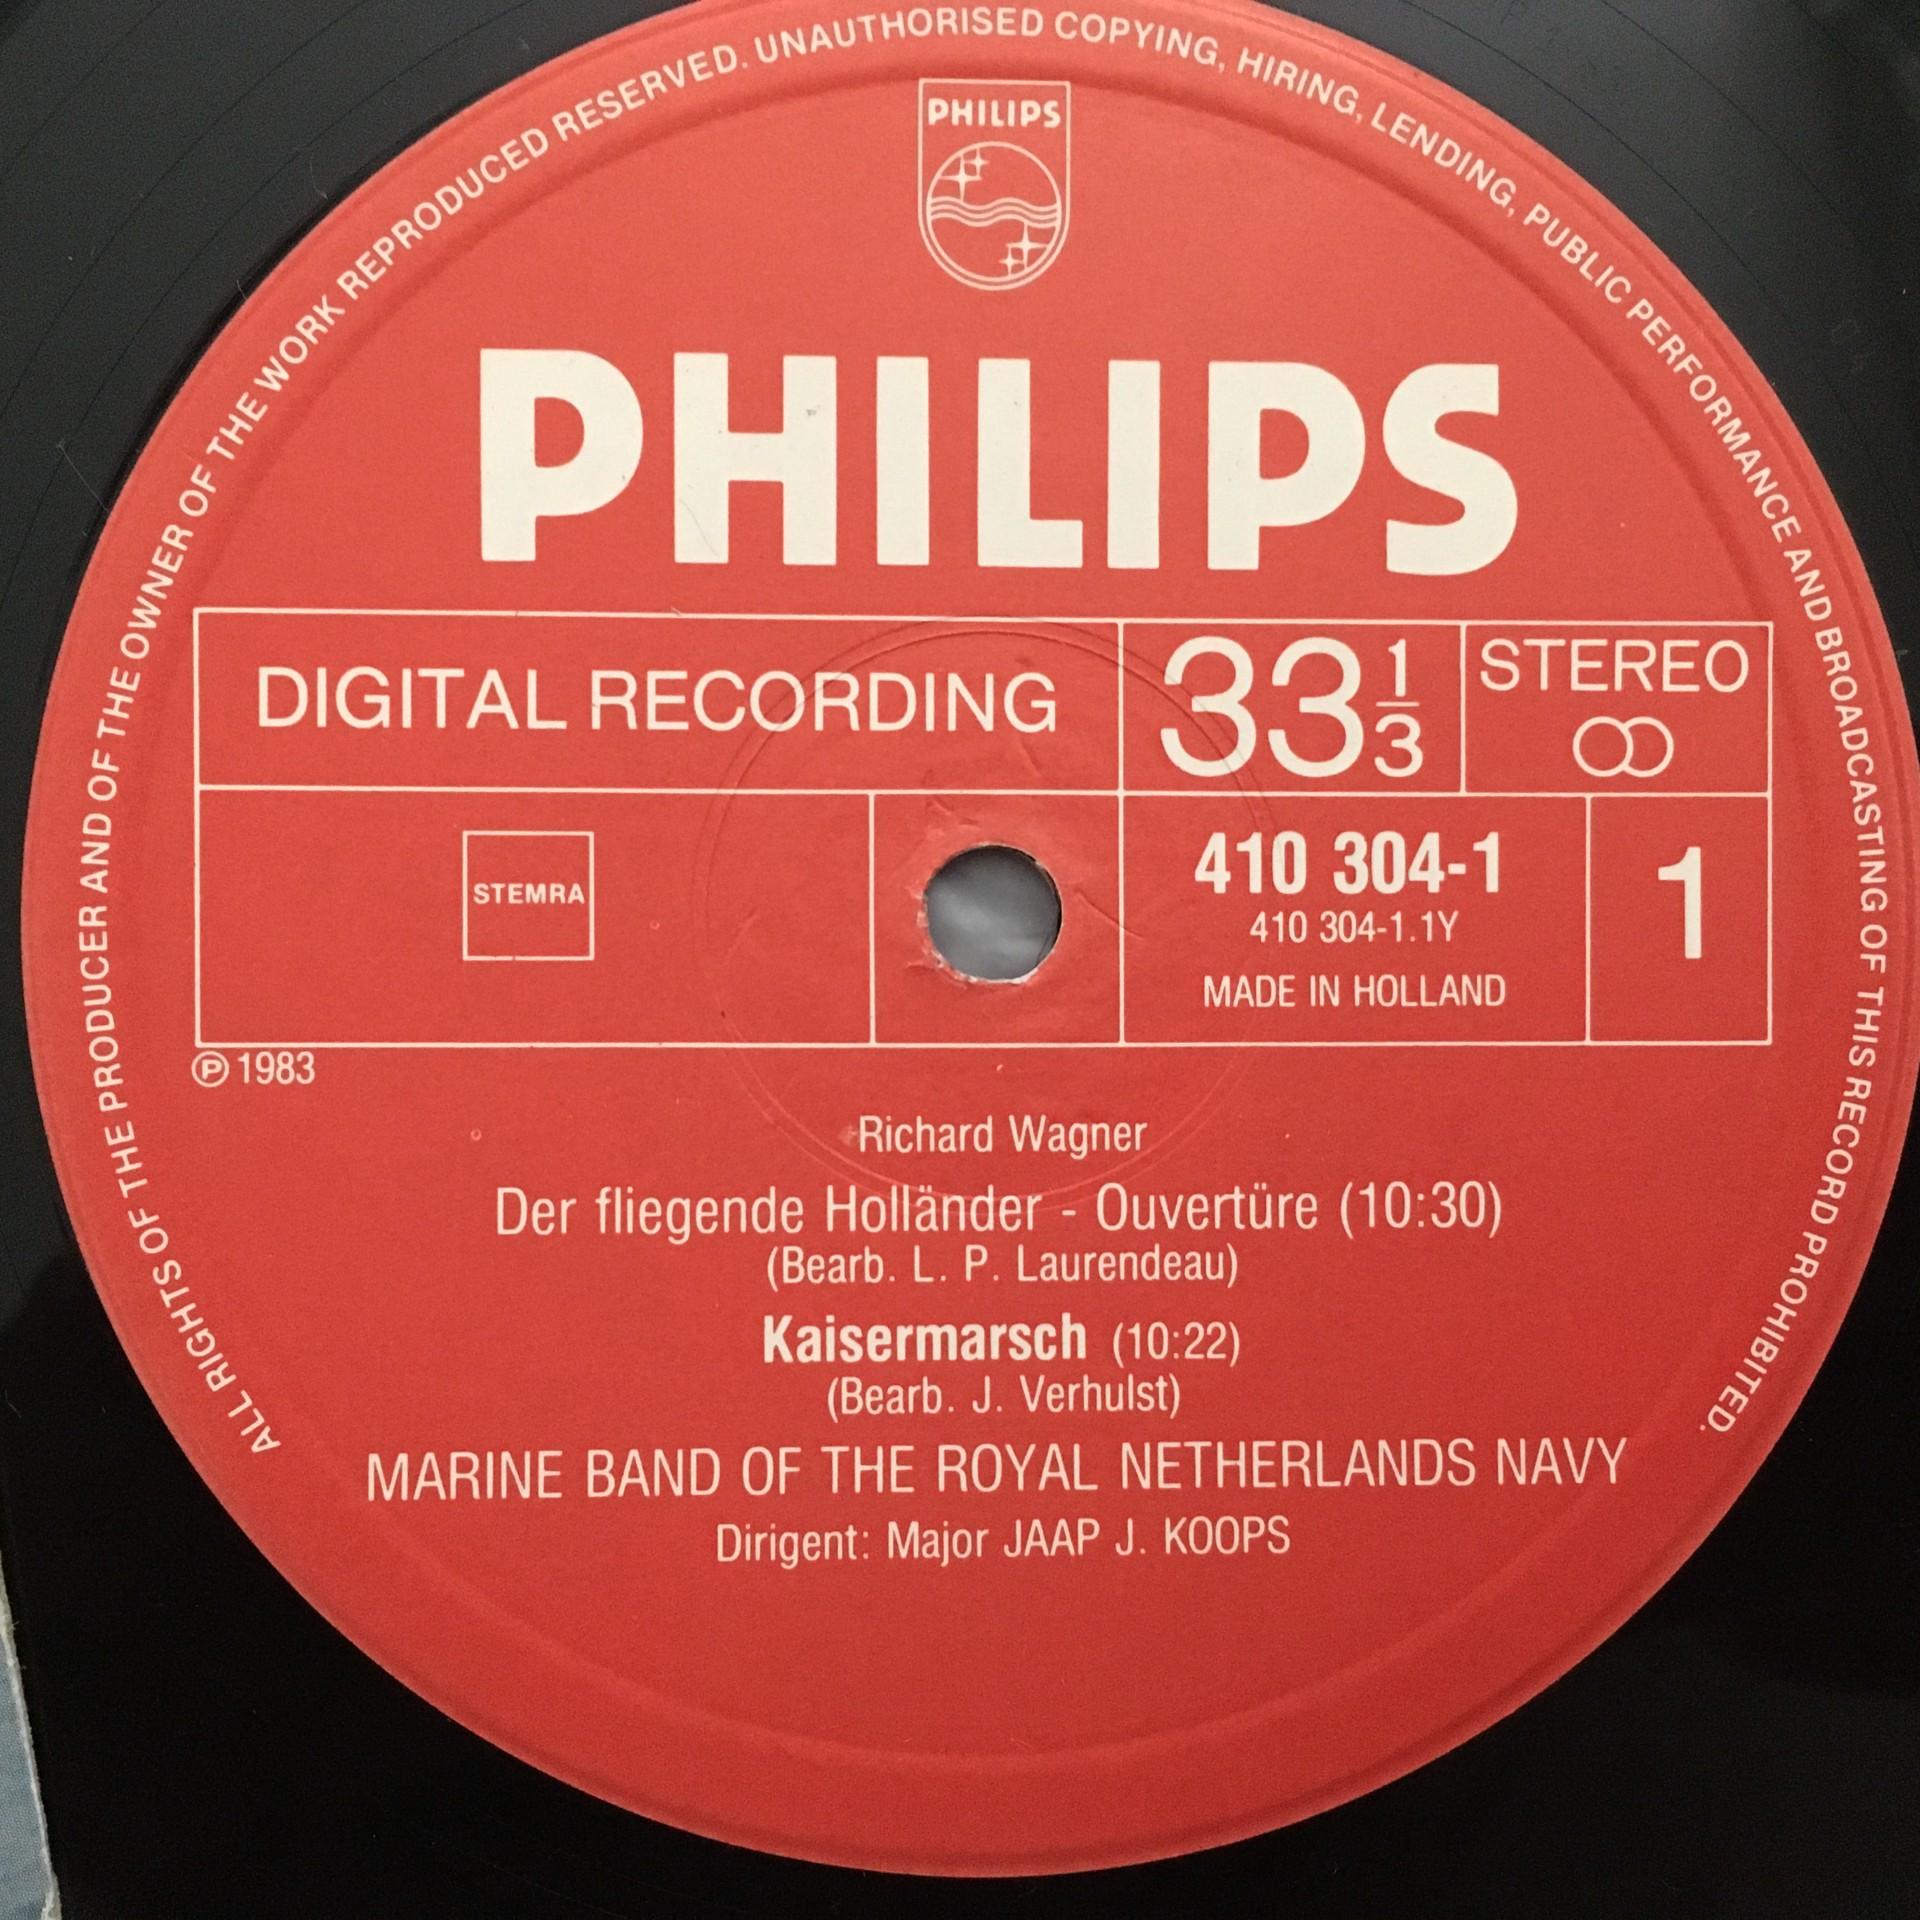 ALL RIGHTS OF THE PRODUCER AND OF THE OWNER OF THE WORK REPRODUCED RESERVED. UNAUTHORISED COPYING, HIRING, LENDING, PUBLIC PERFORMANCE AND BROADCASTING OF THIS RECORD PROHIBITED.
PHILIPS
PHILIPS
DIGITAL RECORDING
33 1/3
STEREO
STEMRA
410 304-1
410 304-1.1Y
MADE IN HOLLAND
1
℗ 1983
Richard Wagner
Der fliegende Holländer - Ouvertüre (10:30)
(Bearb. L. P. Laurendeau)
Kaisermarsch (10:22)
(Bearb. J. Verhulst)
MARINE BAND OF THE ROYAL NETHERLANDS NAVY
Dirigent: Major JAAP J. KOOPS